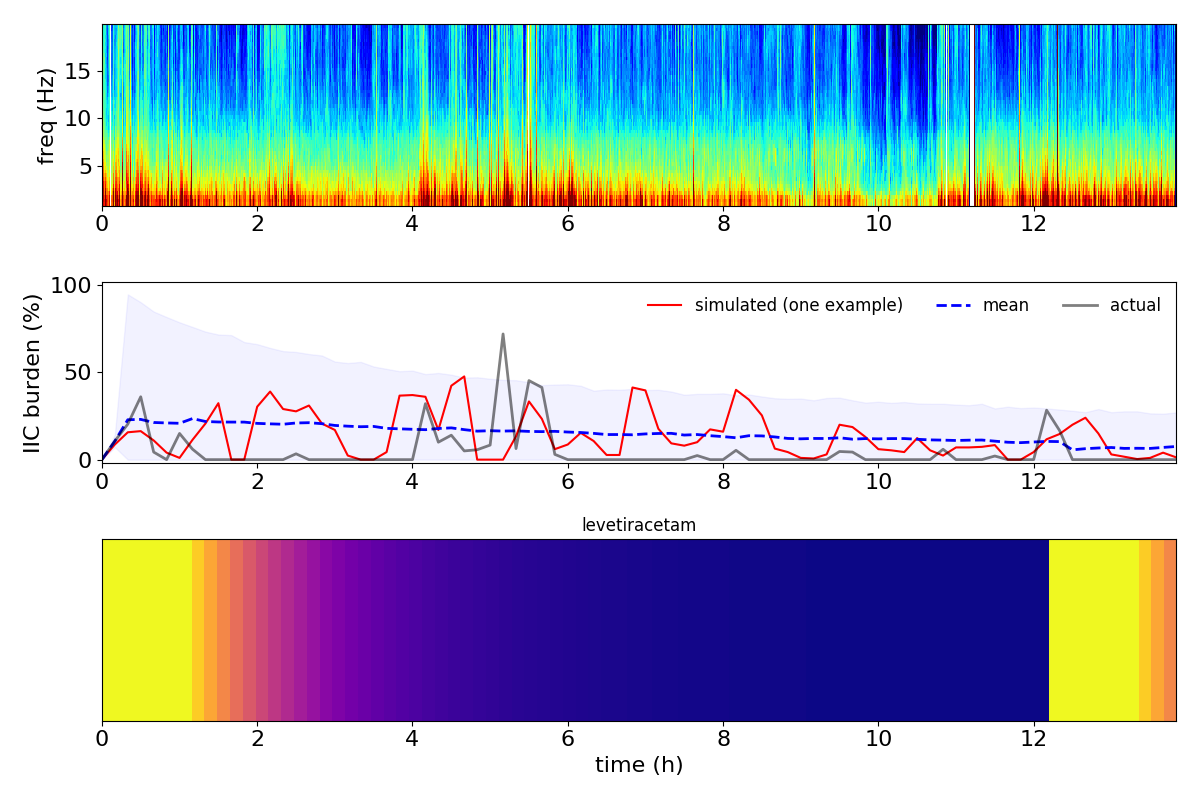 freq (Hz)
15
10
5
0 2 4 6 8 10 12
IIC burden (%)
100
50
0
simulated (one example) mean actual
0 2 4 6 8 10 12
levetiracetam
0 2 4 6 8 10 12
time (h)